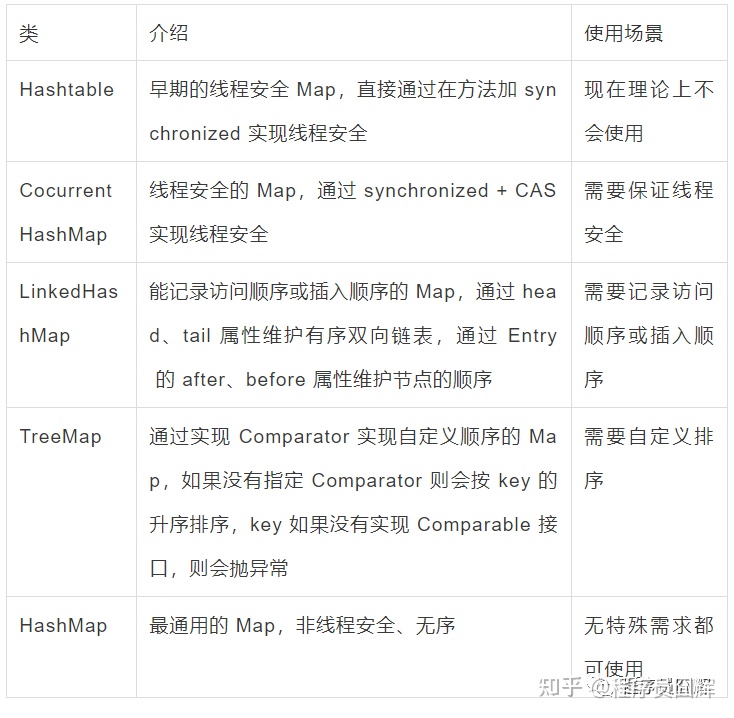 类 介绍 使用场景
Hashtable 早期的线程安全 Map，直接通过在方法加 syn 现在理论上不
chronized 实现线程安全 会使用
Cocurrent 线程安全的 Map，通过 synchronized + CAS 需要保证线程
HashMap 实现线程安全 安全
LinkedHas 能记录访问顺序或插入顺序的 Map，通过 hea 需要记录访问
hMap d、tail 属性维护有序双向链表，通过 Entry 顺序或插入顺
的 after、before 属性维护节点的顺序 序
TreeMap 通过实现 Comparator 实现自定义顺序的 Ma 需要自定义排
p，如果没有指定 Comparator 则会按 key 的 序
升序排序，key 如果没有实现 Comparable 接
口，则会抛异常
HashMap 最通用的 Map，非线程安全、无序 无特殊需求都
可使用
知乎 @程序员囧辉